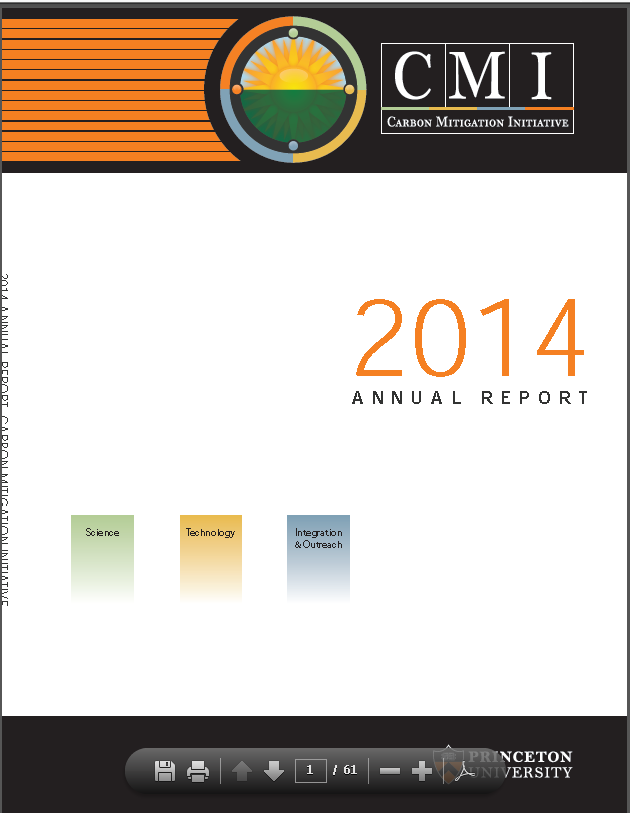 C M I
CARBON MITIGATION INITIATIVE
2014
ANNUAL REPORT
2014 ANNUAL REPORT CARBON MITIGATION INITIATIVE
Science
Technology
Integration
& Outreach
1 / 61
PRINCETON
UNIVERSITY